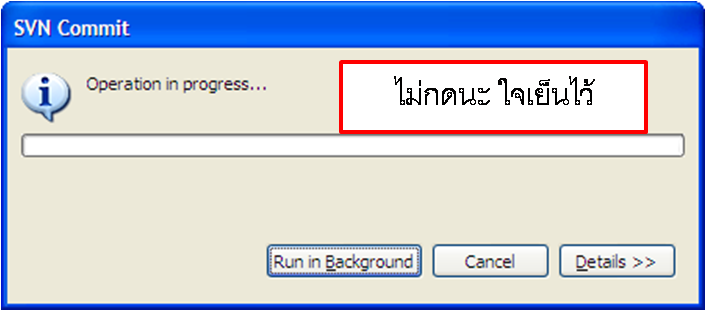 SVN Commit
Operation in progress...
ไม่กดนะ ใจเย็นไว้
Run in Background
Cancel
Details >>